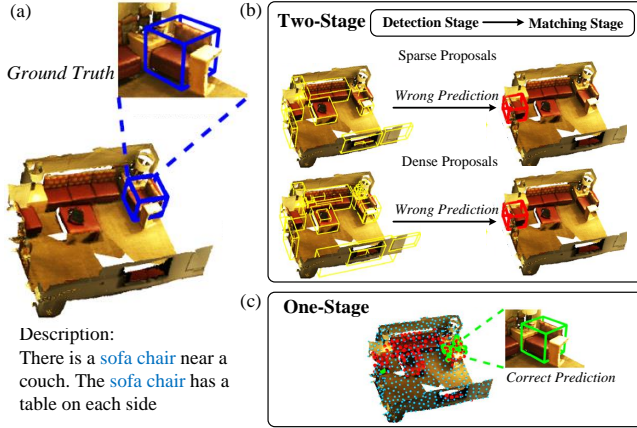 (a)
Ground Truth
Description:
There is a sofa chair near a
couch. The sofa chair has a
table on each side
(b)
Two-Stage
Detection Stage
Matching Stage
Sparse Proposals
Wrong Prediction
Dense Proposals
Wrong Prediction
(c)
One-Stage
Correct Prediction